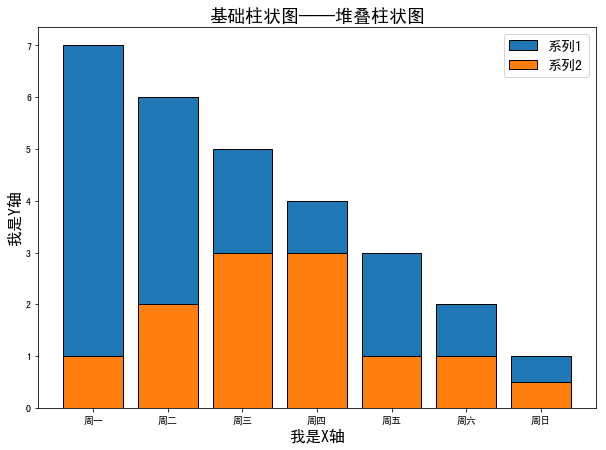 基础柱状图——堆叠柱状图
系列1
系列2
我是Y轴
7
6
5
4
3
2
1
0
周一 周二 周三 周四 周五 周六 周日
我是X轴